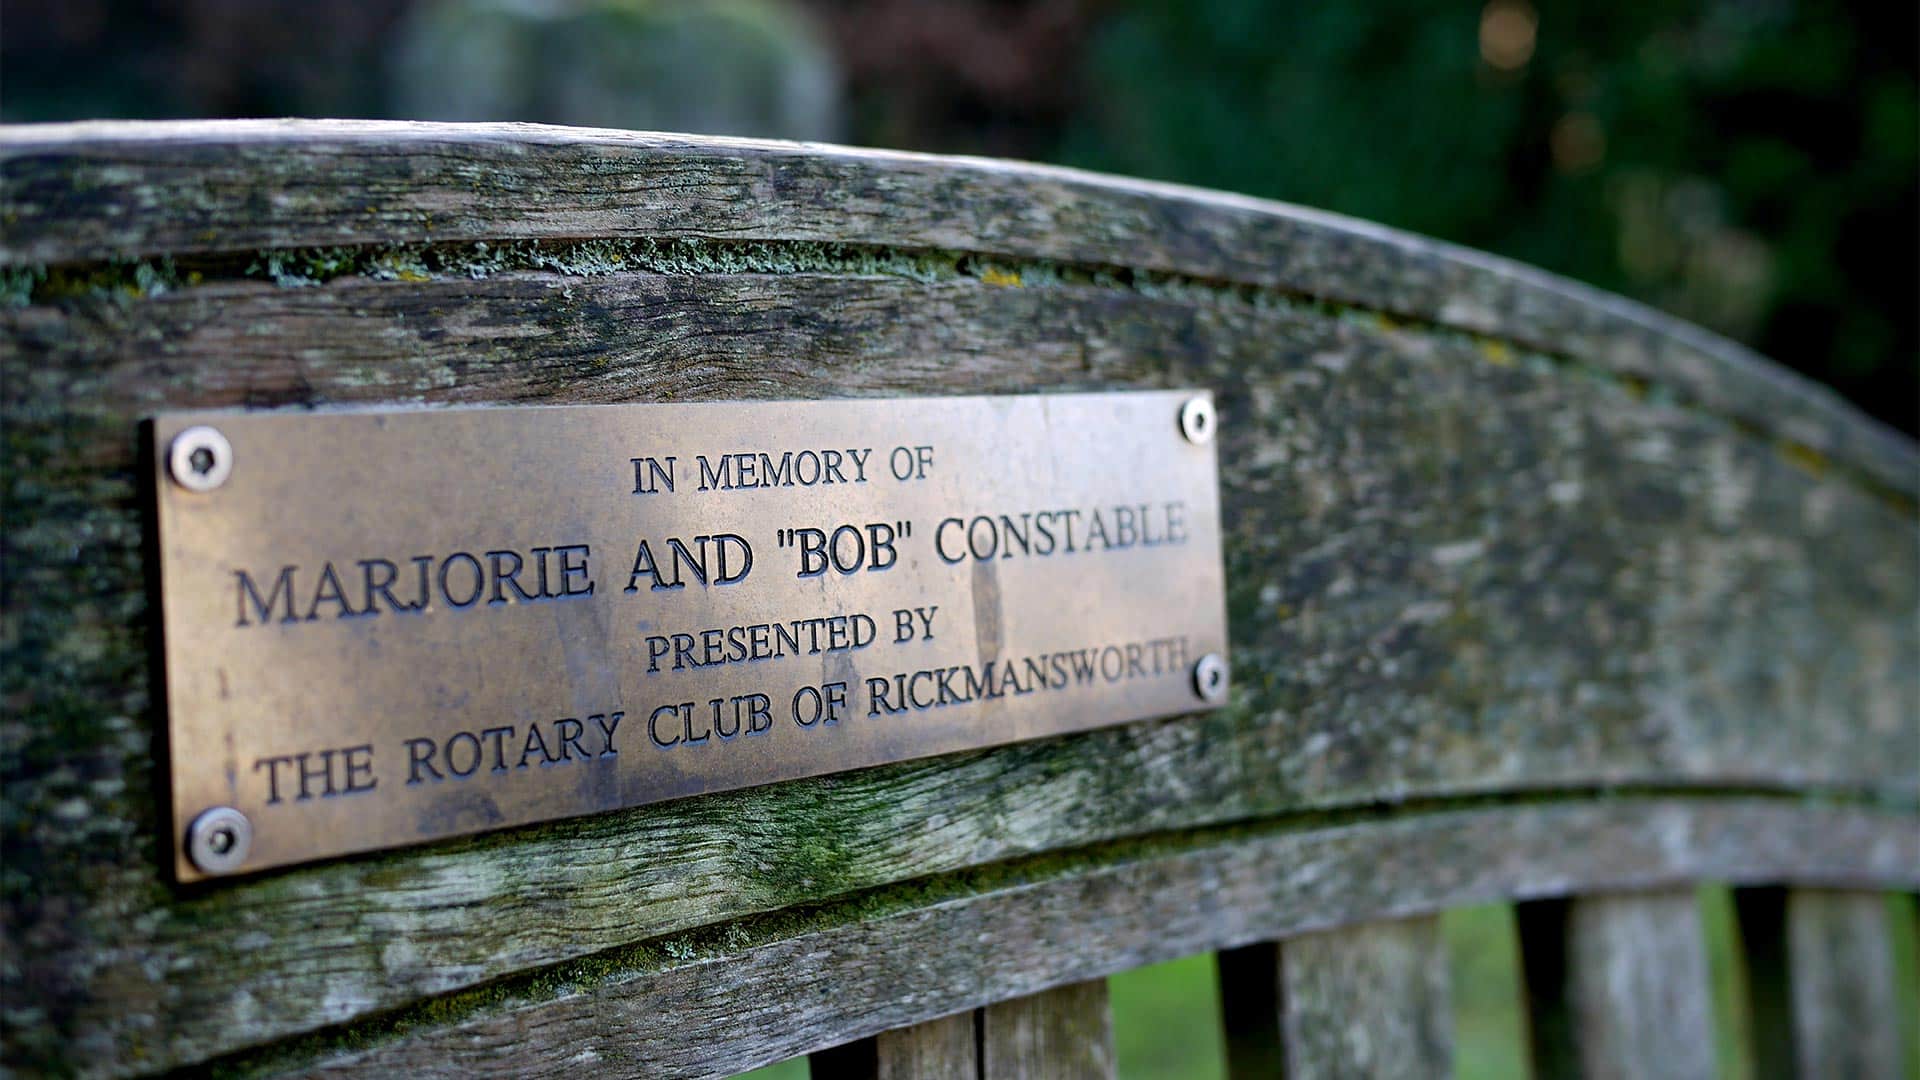 IN MEMORY OF
MARJORIE AND "BOB" CONSTABLE
PRESENTED BY
THE ROTARY CLUB OF RICKMANSWORTH